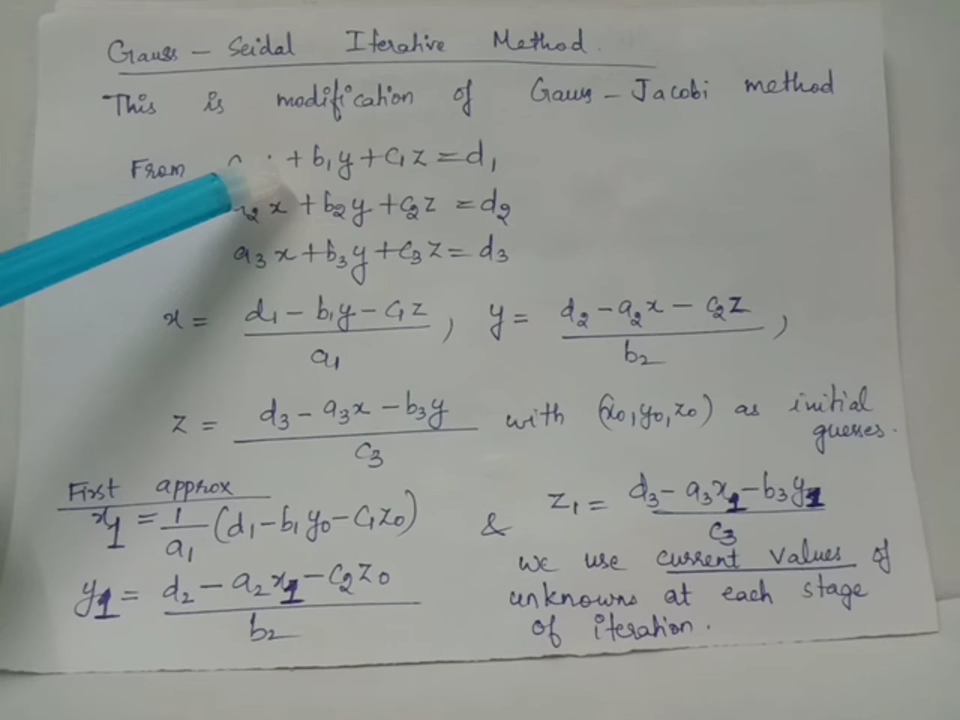 Gauss - Seidal Iterative Method.
This is modification of Gauss - Jacobi method
From + b₁y + c₁z = d₁
x + b₂y + c₂z = d₂
a₃x + b₃y + c₃z = d₃
x = (d₁ - b₁y - c₁z)/a₁ , y = (d₂ - a₂x - c₂z)/b₂ ,
z = (d₃ - a₃x - b₃y)/c₃ with (x₀, y₀, z₀) as initial guesses.
First approx
x₁ = 1/a₁ (d₁ - b₁y₀ - c₁z₀)
y₁ = (d₂ - a₂x₁ - c₂z₀)/b₂
& z₁ = (d₃ - a₃x₁ - b₃y₁)/c₃
we use current values of
unknowns at each stage
of iteration.